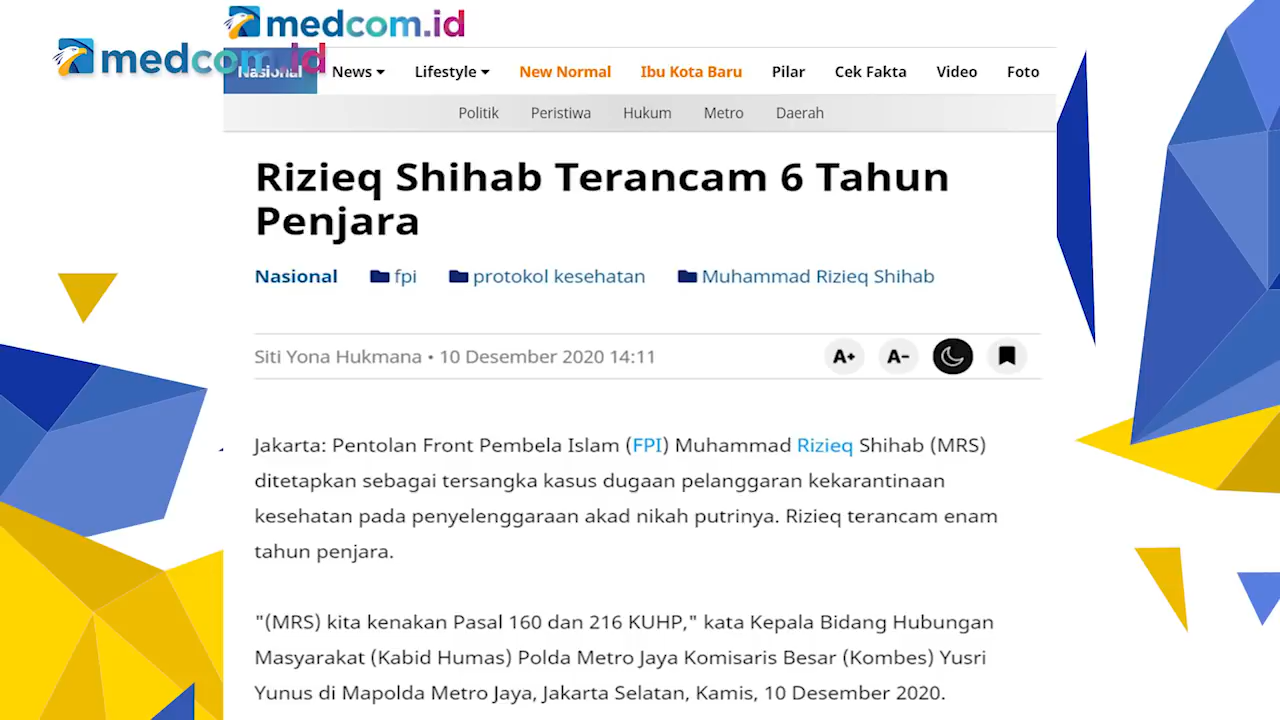 medcom.id
medcom.id
Nasional News Lifestyle New Normal Ibu Kota Baru Pilar Cek Fakta Video Foto
Politik Peristiwa Hukum Metro Daerah
Rizieq Shihab Terancam 6 Tahun
Penjara
Nasional fpi protokol kesehatan Muhammad Rizieq Shihab
Siti Yona Hukmana • 10 Desember 2020 14:11 A+ A-
Jakarta: Pentolan Front Pembela Islam (FPI) Muhammad Rizieq Shihab (MRS)
ditetapkan sebagai tersangka kasus dugaan pelanggaran kekarantinaan
kesehatan pada penyelenggaraan akad nikah putrinya. Rizieq terancam enam
tahun penjara.
"(MRS) kita kenakan Pasal 160 dan 216 KUHP," kata Kepala Bidang Hubungan
Masyarakat (Kabid Humas) Polda Metro Jaya Komisaris Besar (Kombes) Yusri
Yunus di Mapolda Metro Jaya, Jakarta Selatan, Kamis, 10 Desember 2020.